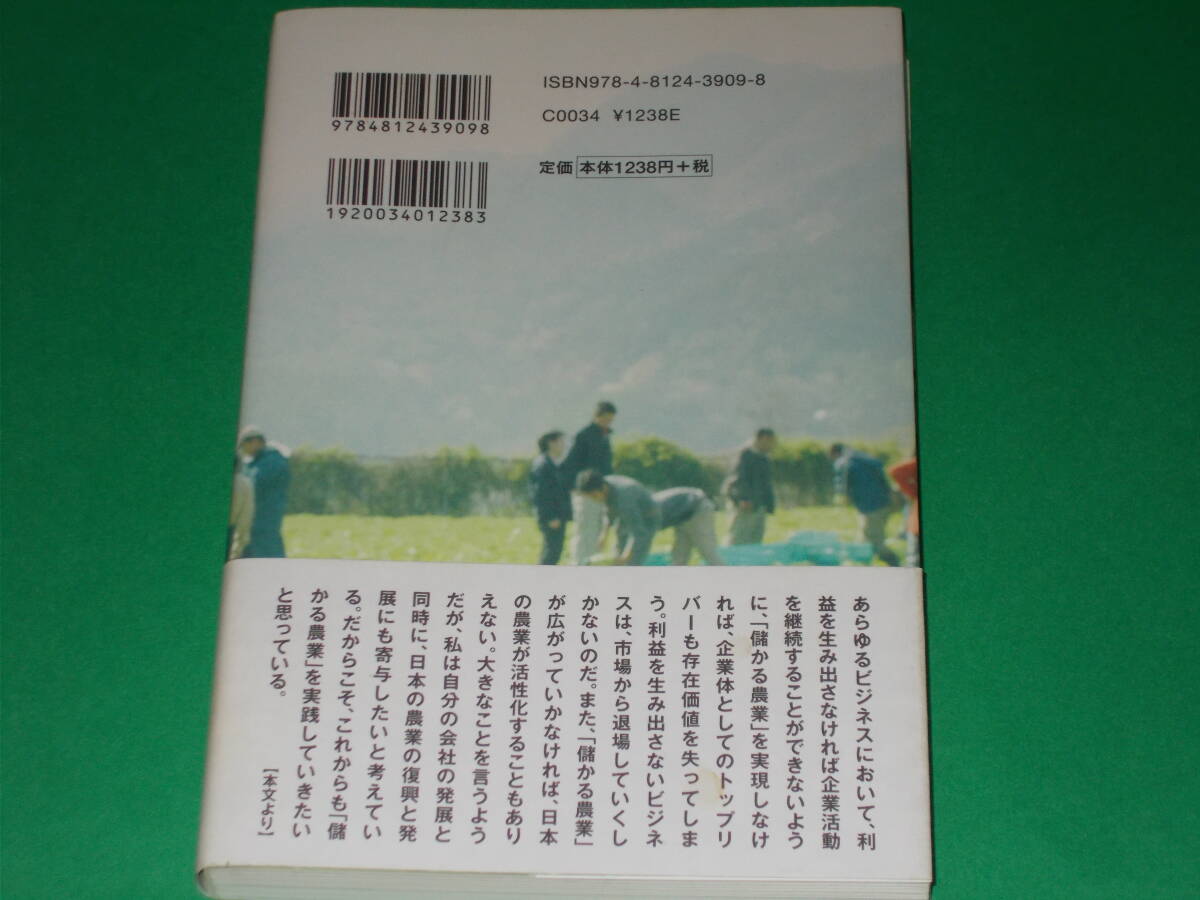 ISBN978-4-8124-3909-8
C0034 ¥1238E
定価 本体1238円+税
9784812439098
1920034012383
あらゆるビジネスにおいて、利
益を生み出さなければ企業活動
を継続することができないよう
に、「儲かる農業」を実現しなけ
れば、企業体としてのトップリ
バーも存在価値を失ってしま
う。利益を生み出さないビジネ
スは、市場から退場していくし
かないのだ。また、「儲かる農業」
が広がっていかなければ、日本
の農業が活性化することもあり
えない。大きなことを言うよう
だが、私は自分の会社の発展と
同時に、日本の農業の復興と発
展にも寄与したいと考えてい
る。だからこそ、これからも「儲
かる農業」を実践していきたい
と思っている。
【本文より】